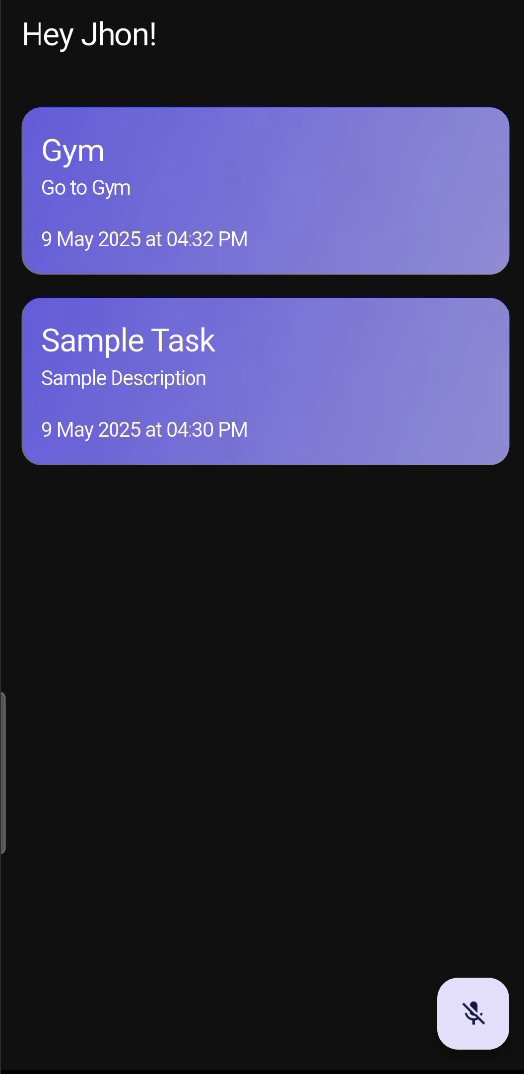 Hey Jhon!
Gym
Go to Gym
9 May 2025 at 04:32 PM
Sample Task
Sample Description
9 May 2025 at 04:30 PM